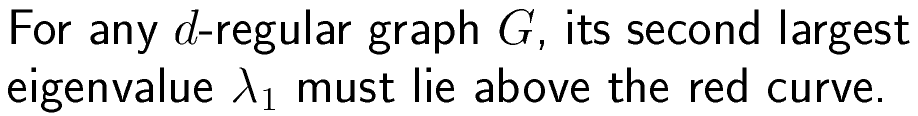 For any d-regular graph G, its second largest
eigenvalue λ₁ must lie above the red curve.